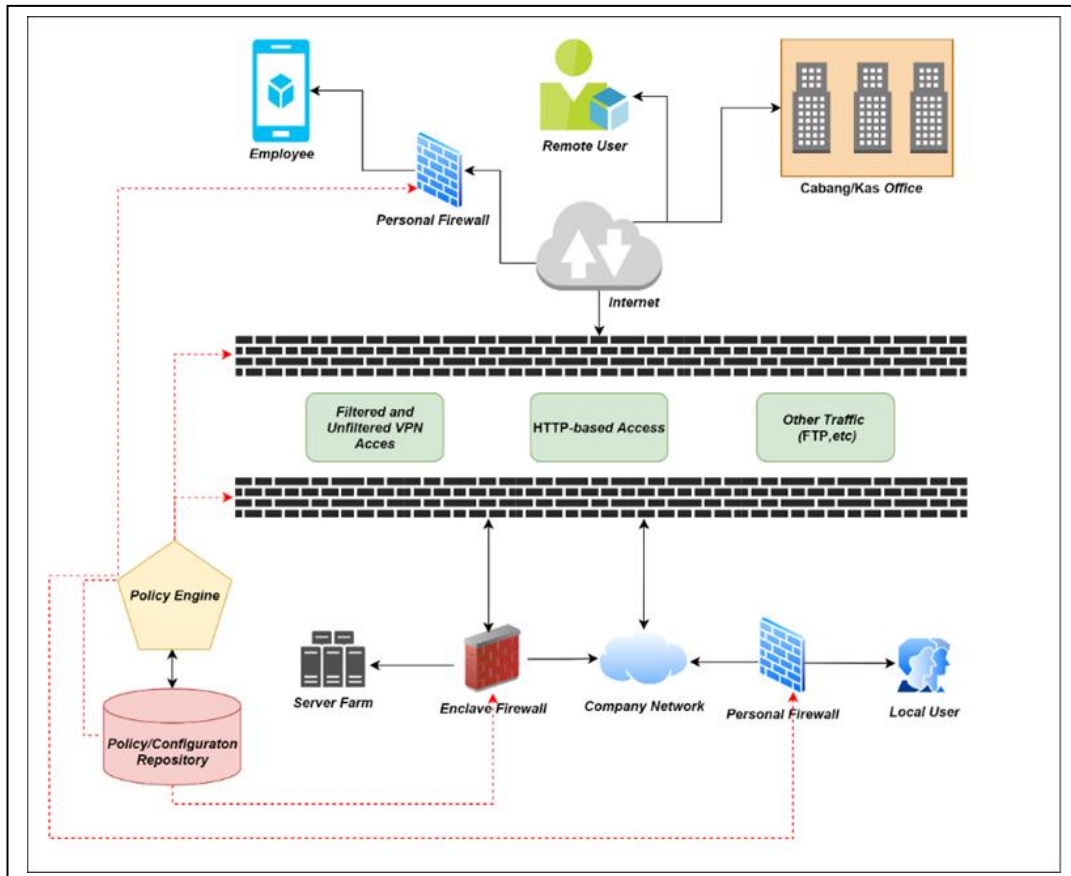 Employee
Remote User
Cabang/Kas Office
Personal Firewall
Internet
Filtered and
Unfiltered VPN
Acces
HTTP-based Access
Other Traffic
(FTP,etc)
Policy Engine
Server Farm
Enclave Firewall
Company Network
Personal Firewall
Local User
Policy/Configuraton
Repository